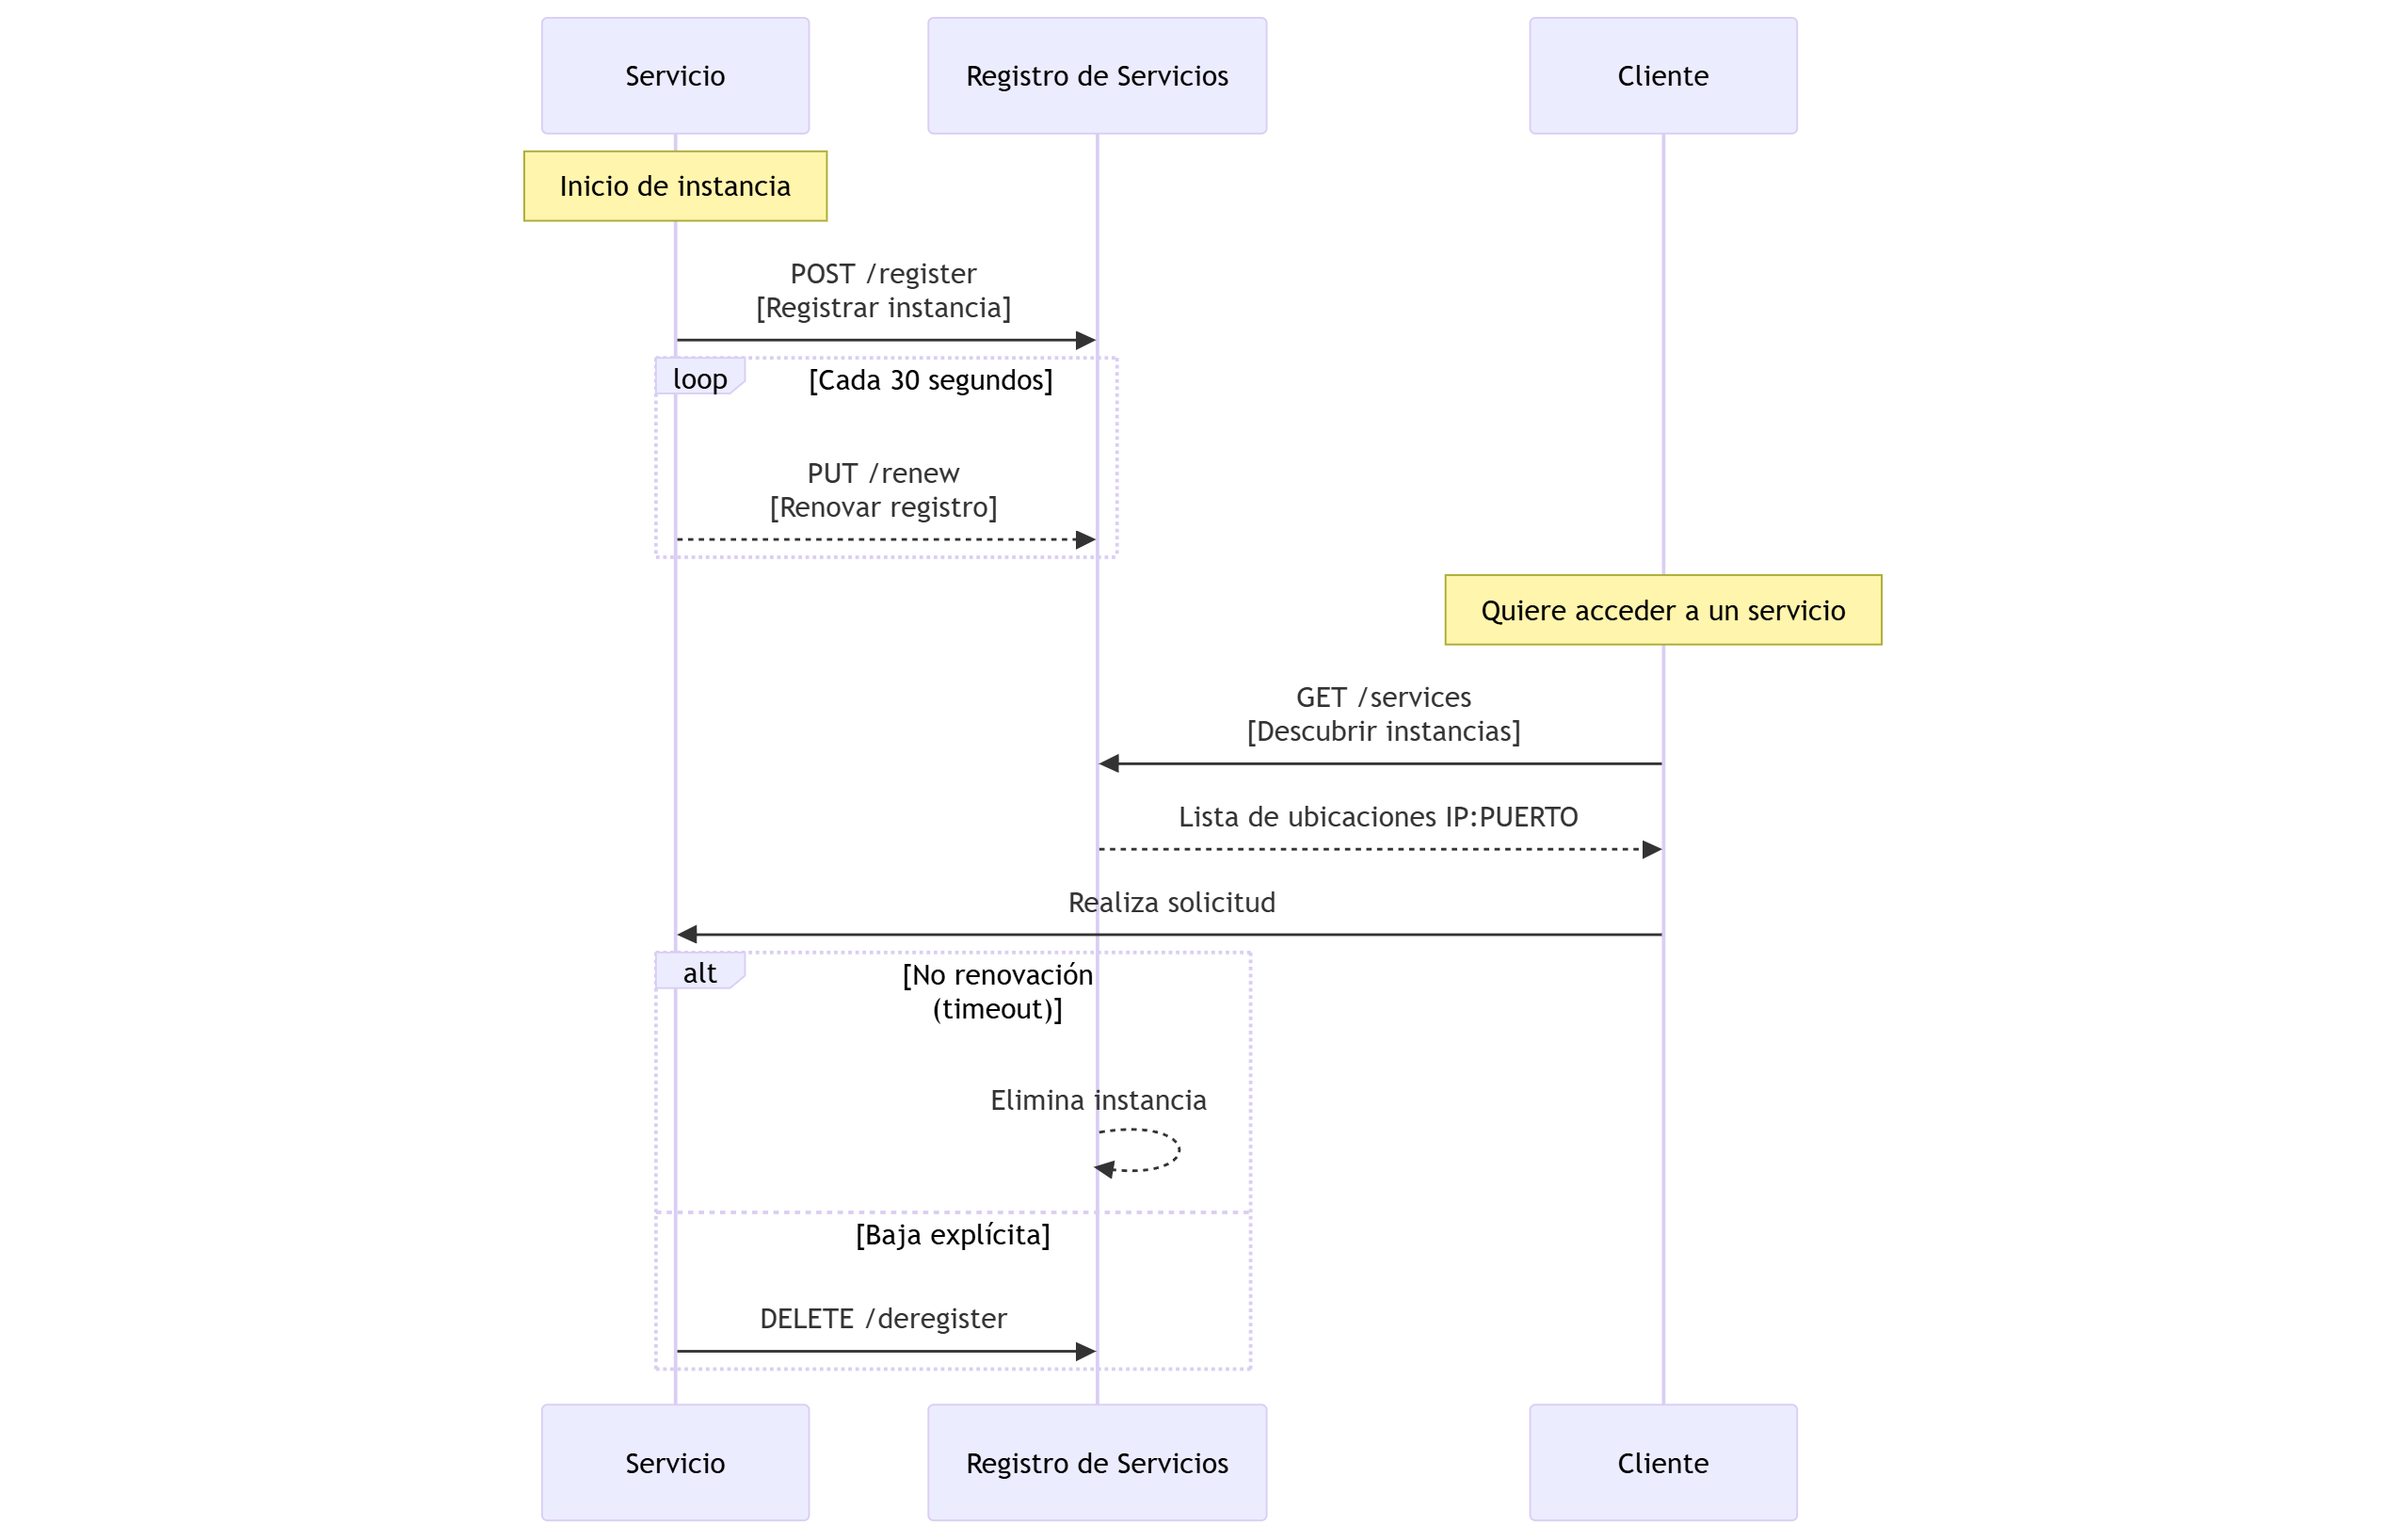 Servicio
Registro de Servicios
Cliente
Inicio de instancia
POST /register
[Registrar instancia]
loop
[Cada 30 segundos]
PUT /renew
[Renovar registro]
Quiere acceder a un servicio
GET /services
[Descubrir instancias]
Lista de ubicaciones IP:PUERTO
Realiza solicitud
alt
[No renovación
(timeout)]
Elimina instancia
[Baja explícita]
DELETE /deregister
Servicio
Registro de Servicios
Cliente